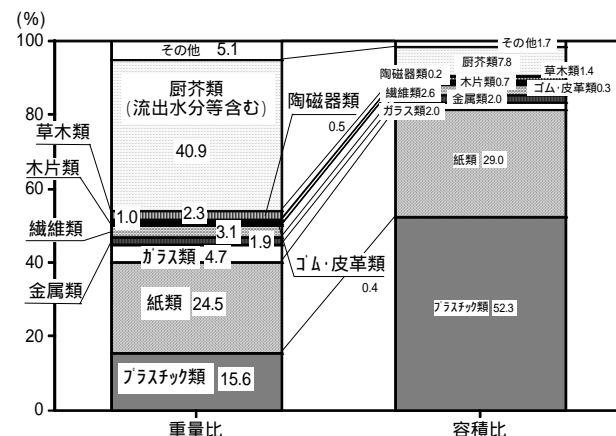 (%)
100
80
60
40
20
0
その他 5.1
厨芥類
(流出水分等含む)
40.9
草木類
木片類
繊維類
金属類
1.0
2.3
3.1
1.9
ガラス類 4.7
紙類 24.5
プラスチック類 15.6
陶磁器類
0.5
ゴム・皮革類
0.4
その他1.7
厨芥類7.8
陶磁器類0.2
草木類1.4
木片類0.7
繊維類2.6
ゴム・皮革類0.3
金属類2.0
ガラス類2.0
紙類 29.0
プラスチック類 52.3
重量比
容積比